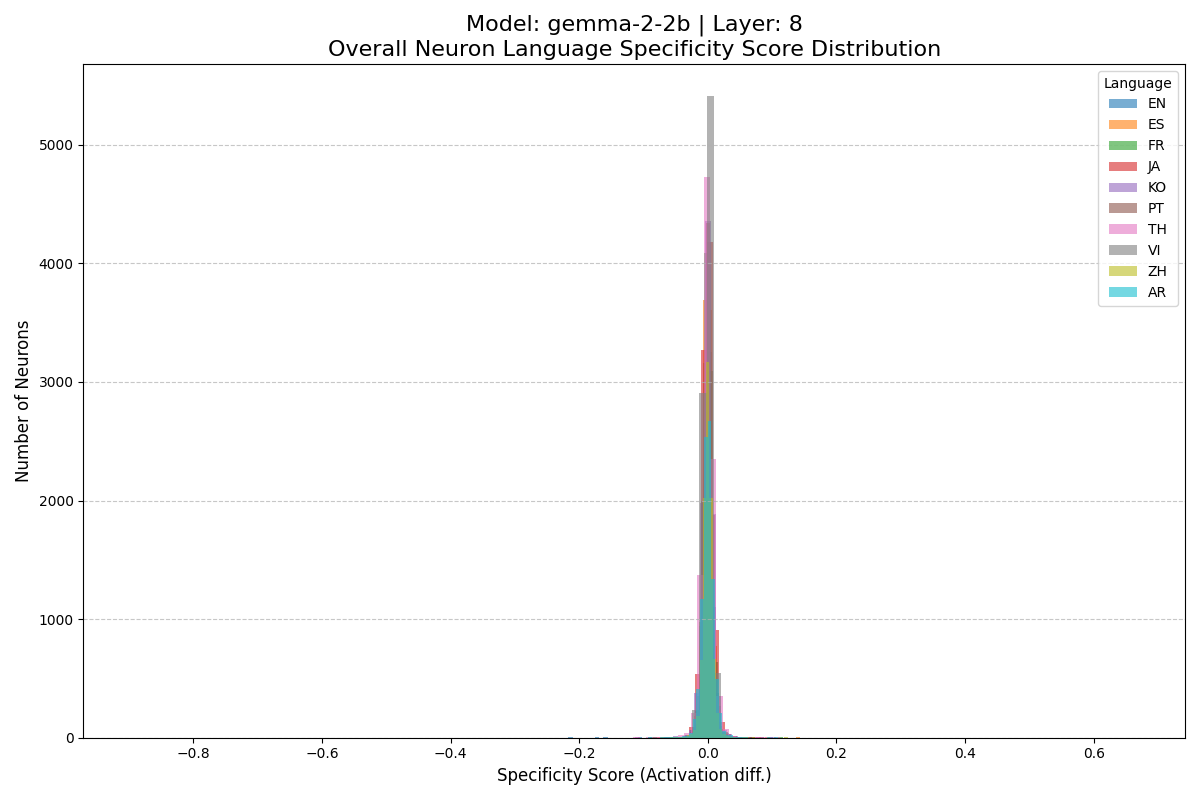 Model: gemma-2-2b | Layer: 8
Overall Neuron Language Specificity Score Distribution
Language
EN
ES
FR
JA
KO
PT
TH
VI
ZH
AR
Number of Neurons
5000
4000
3000
2000
1000
0
−0.8
−0.6
−0.4
−0.2
0.0
0.2
0.4
0.6
Specificity Score (Activation diff.)